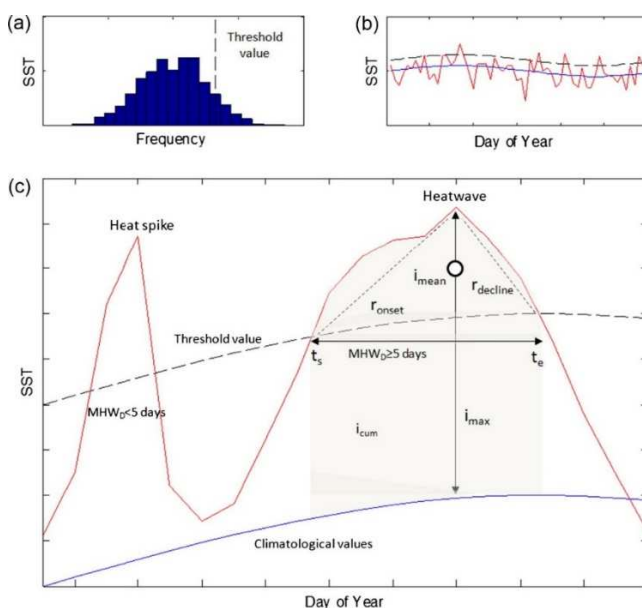 (a)
Threshold
value
SST
Frequency
(b)
SST
Day of Year
(c)
Heatwave
Heat spike
i_mean
r_decline
r_onset
Threshold value
t_s
MHW_D≥5 days
t_e
SST
MHW_D<5 days
i_cum
i_max
Climatological values
Day of Year